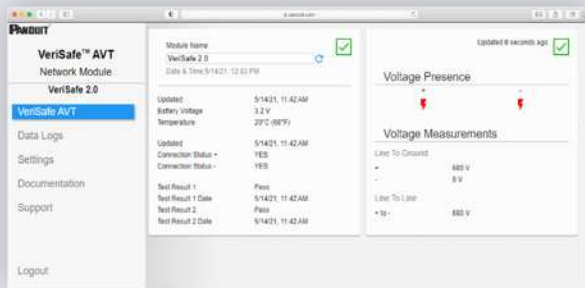 PANDUIT
VeriSafe™ AVT
Network Module
VeriSafe 2.0
VeriSafe AVT
Data Logs
Settings
Documentation
Support
Logout
Module Name
VeriSafe 2.0
Date & Time 5/14/21, 12:03 PM
Updated 5/14/21, 11:42 AM
Battery Voltage 3.2 V
Temperature 20°C (68°F)
Updated 5/14/21, 11:42 AM
Connection Status + YES
Connection Status - YES
Test Result 1 Pass
Test Result 1 Date 5/14/21, 11:42 AM
Test Result 2 Pass
Test Result 2 Date 5/14/21, 11:42 AM
Updated 8 seconds ago
Voltage Presence
+ -
Voltage Measurements
Line To Ground
+ 680 V
- 0 V
Line To Line
+ to - 680 V